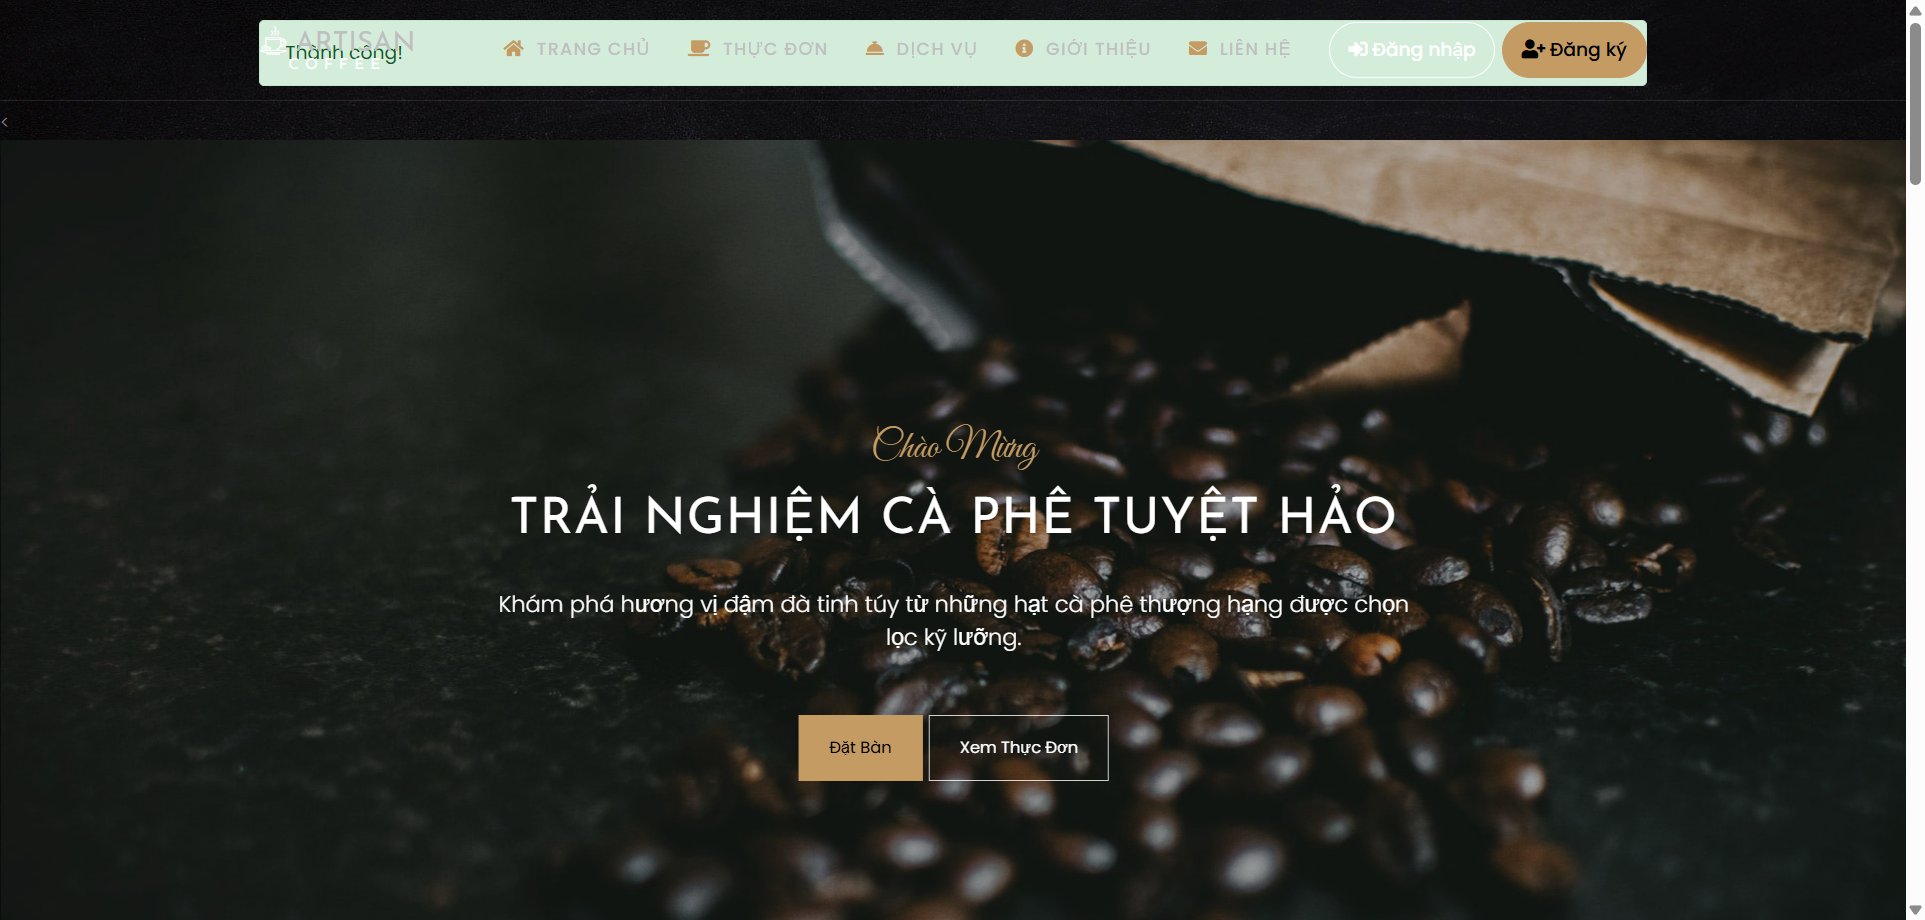 ARTISAN
COFFEE
Thành công!
TRANG CHỦ
THỰC ĐƠN
DỊCH VỤ
GIỚI THIỆU
LIÊN HỆ
Đăng nhập
Đăng ký
<
Chào Mừng
TRẢI NGHIỆM CÀ PHÊ TUYỆT HẢO
Khám phá hương vị đậm đà tinh túy từ những hạt cà phê thượng hạng được chọn
lọc kỹ lưỡng.
Đặt Bàn
Xem Thực Đơn